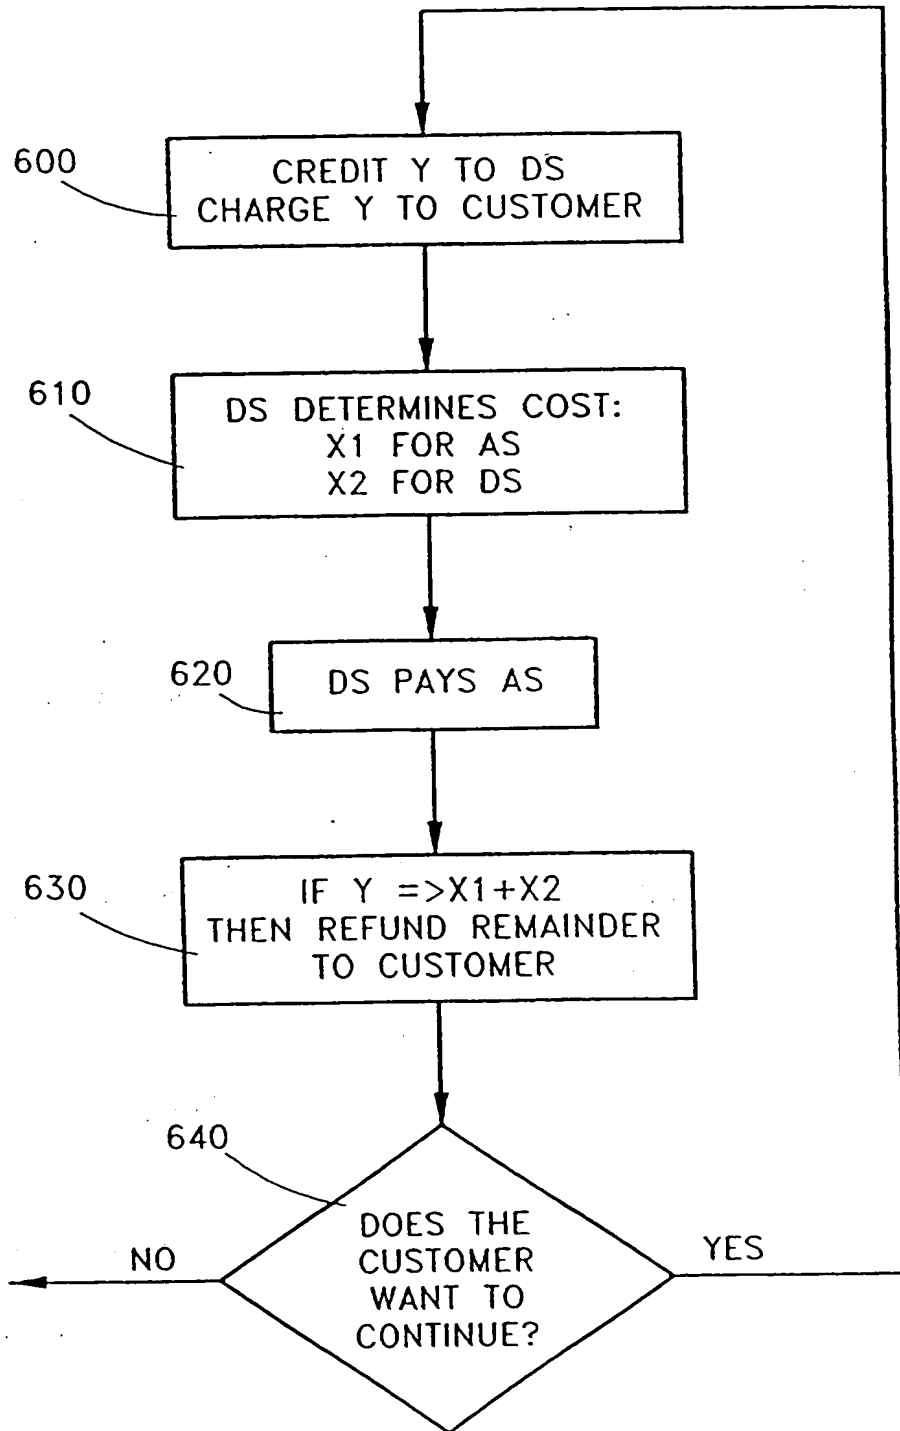 600
CREDIT Y TO DS
CHARGE Y TO CUSTOMER
610
DS DETERMINES COST:
X1 FOR AS
X2 FOR DS
620
DS PAYS AS
630
IF Y =>X1+X2
THEN REFUND REMAINDER
TO CUSTOMER
640
DOES THE
CUSTOMER
WANT TO
CONTINUE?
NO
YES